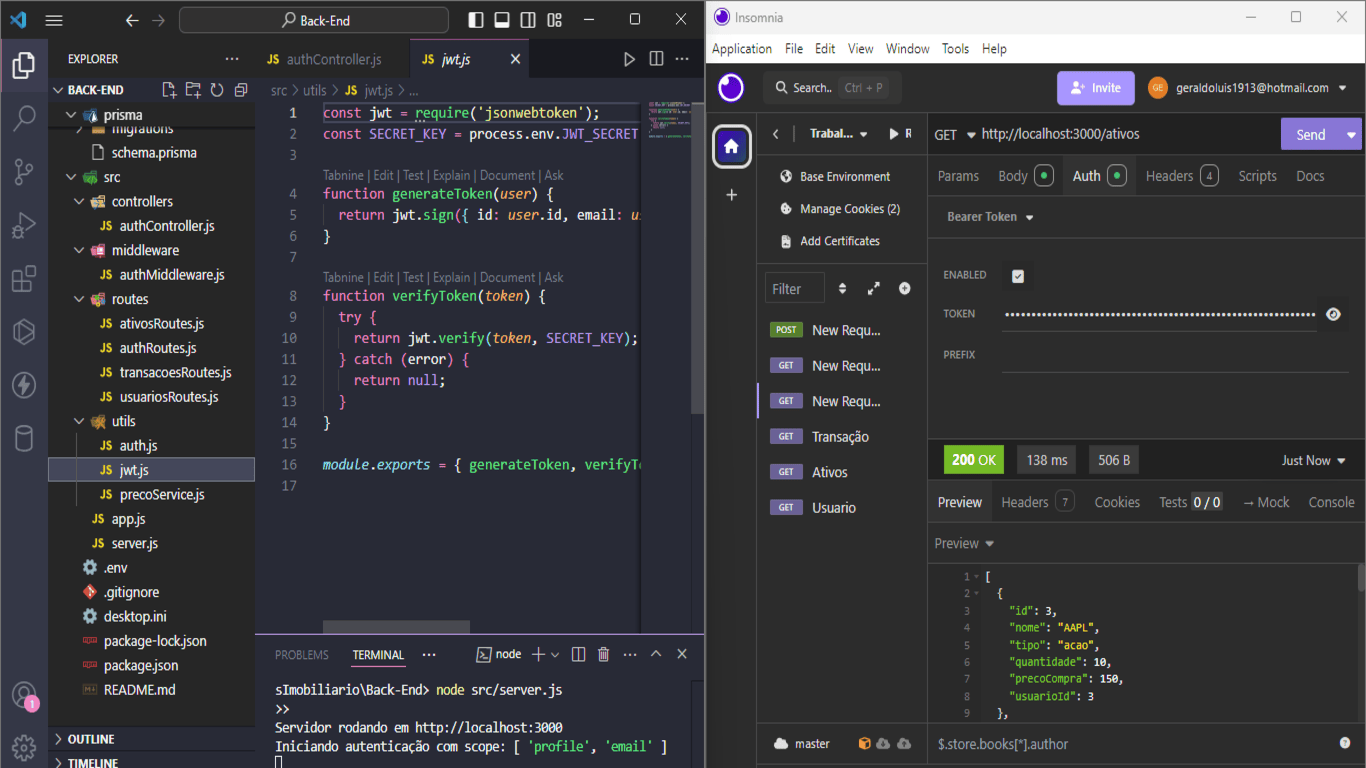 Back-End
EXPLORER
BACK-END
prisma
migrations
schema.prisma
src
controllers
authController.js
middleware
authMiddleware.js
routes
ativosRoutes.js
authRoutes.js
transacoesRoutes.js
usuariosRoutes.js
utils
auth.js
jwt.js
precoService.js
app.js
server.js
.env
.gitignore
desktop.ini
package-lock.json
package.json
README.md
OUTLINE
TIMELINE
1
JS authController.js JS jwt.js
src > utils > JS jwt.js > ...
1 const jwt = require('jsonwebtoken');
2 const SECRET_KEY = process.env.JWT_SECRET
3
Tabnine | Edit | Test | Explain | Document | Ask
4 function generateToken(user) {
5 return jwt.sign({ id: user.id, email: us
6 }
7
Tabnine | Edit | Test | Explain | Document | Ask
8 function verifyToken(token) {
9 try {
10 return jwt.verify(token, SECRET_KEY);
11 } catch (error) {
12 return null;
13 }
14 }
15
16 module.exports = { generateToken, verifyTo
17
PROBLEMS TERMINAL ... node
sImobiliario\Back-End> node src/server.js
>>
Servidor rodando em http://localhost:3000
Iniciando autenticação com scope: [ 'profile', 'email' ]
Insomnia
Application File Edit View Window Tools Help
Search.. Ctrl + P
Invite
GE geraldoluis1913@hotmail.com
Trabal... R
Base Environment
Manage Cookies (2)
Add Certificates
Filter
POST New Requ...
GET New Requ...
GET New Requ...
GET Transação
GET Ativos
GET Usuario
master
GET http://localhost:3000/ativos Send
Params Body Auth Headers 4 Scripts Docs
Bearer Token
ENABLED
TOKEN
PREFIX
200 OK 138 ms 506 B Just Now
Preview Headers 7 Cookies Tests 0 / 0 → Mock Console
Preview
1 [
2 {
3 "id": 3,
4 "nome": "AAPL",
5 "tipo": "acao",
6 "quantidade": 10,
7 "precoCompra": 150,
8 "usuarioId": 3
9 },
$.store.books[*].author